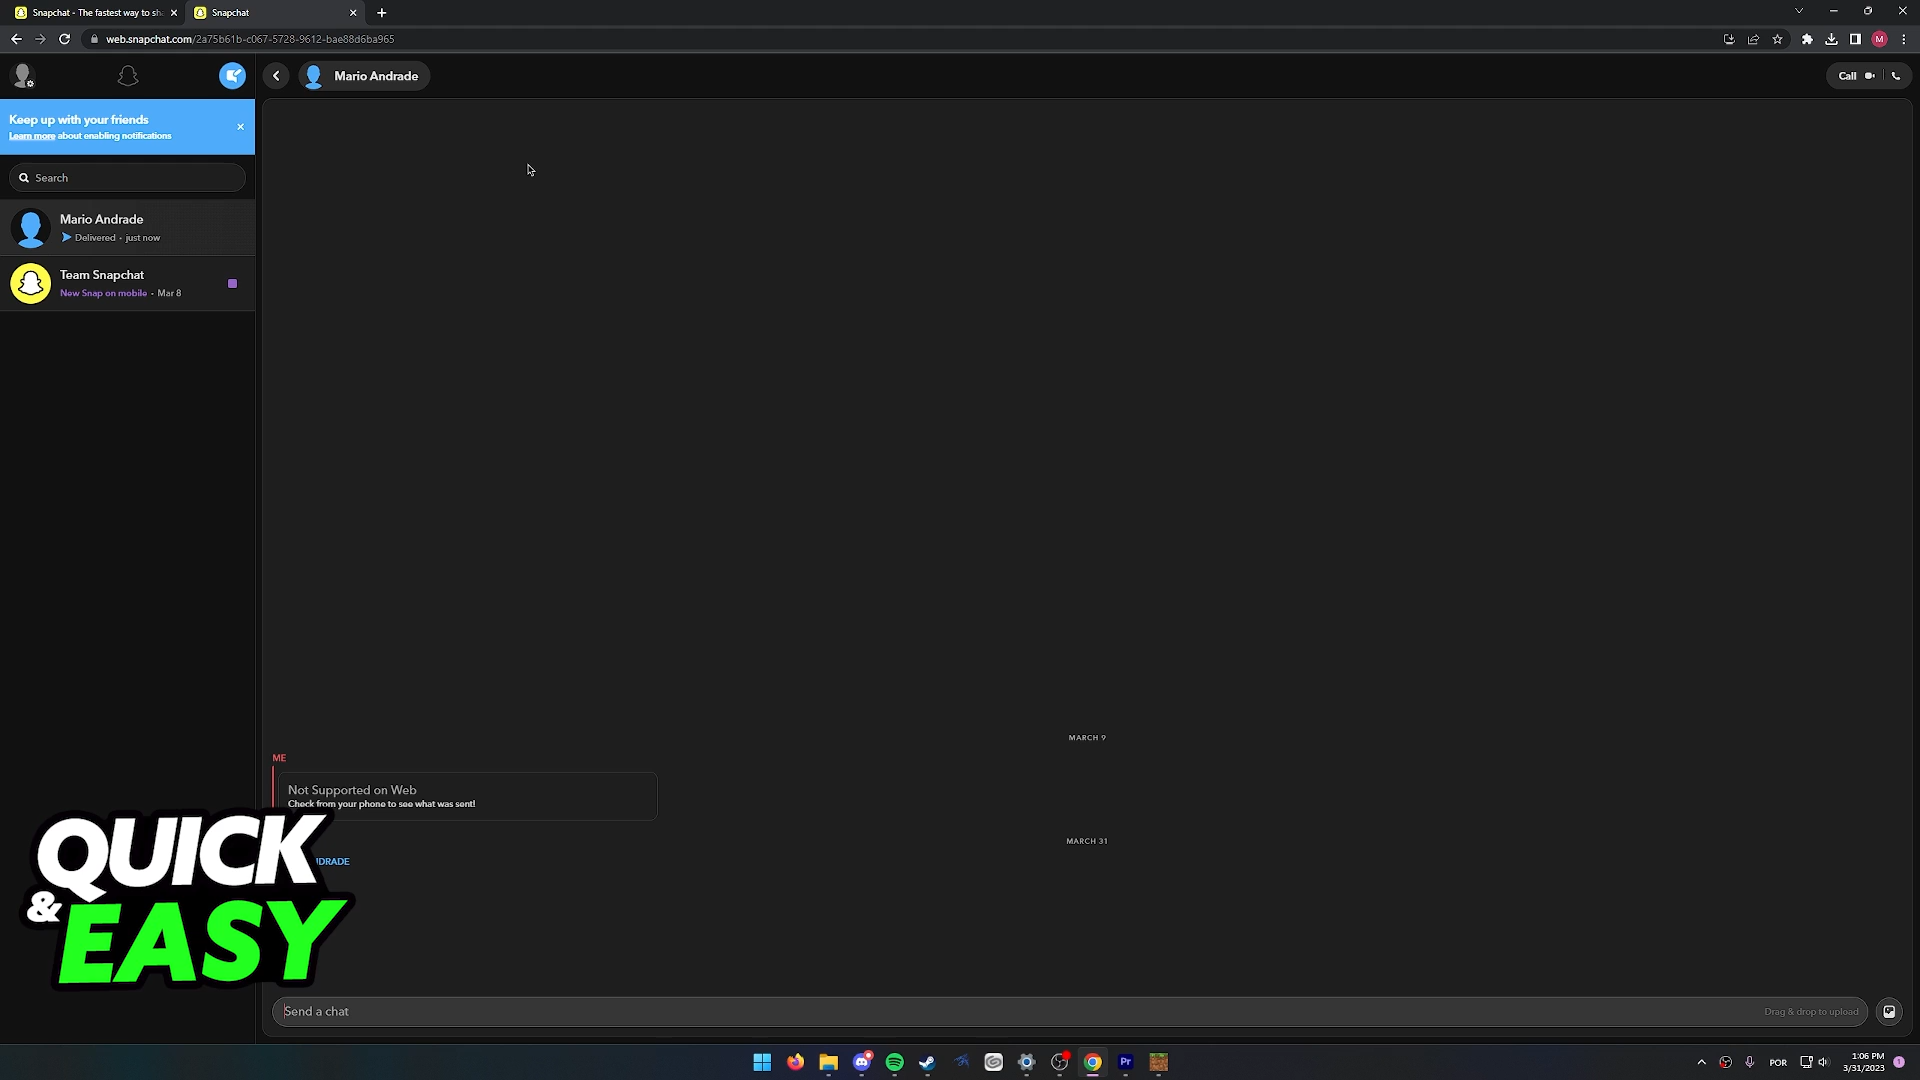 Snapchat - The fastest way to sh
Snapchat
web.snapchat.com/2a75b61b-c067-5728-9612-bae88d6ba965
M
Mario Andrade
Call
Keep up with your friends
Learn more about enabling notifications
Search
Mario Andrade
Delivered · just now
Team Snapchat
New Snap on mobile · Mar 8
MARCH 9
ME
Not Supported on Web
Check from your phone to see what was sent!
MARCH 31
NDRADE
QUICK
& EASY
Send a chat
Drag & drop to upload
Pr
POR
1:06 PM
3/31/2023
1